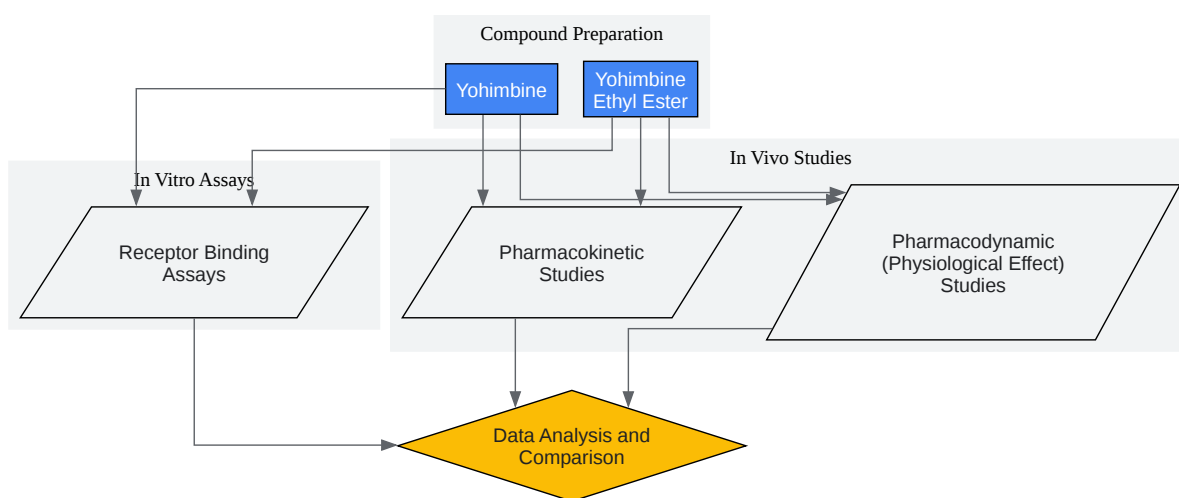 Compound Preparation
Yohimbine
Yohimbine
Ethyl Ester
In Vivo Studies
In Vitro Assays
Receptor Binding
Assays
Pharmacokinetic
Studies
Pharmacodynamic
(Physiological Effect)
Studies
Data Analysis and
Comparison